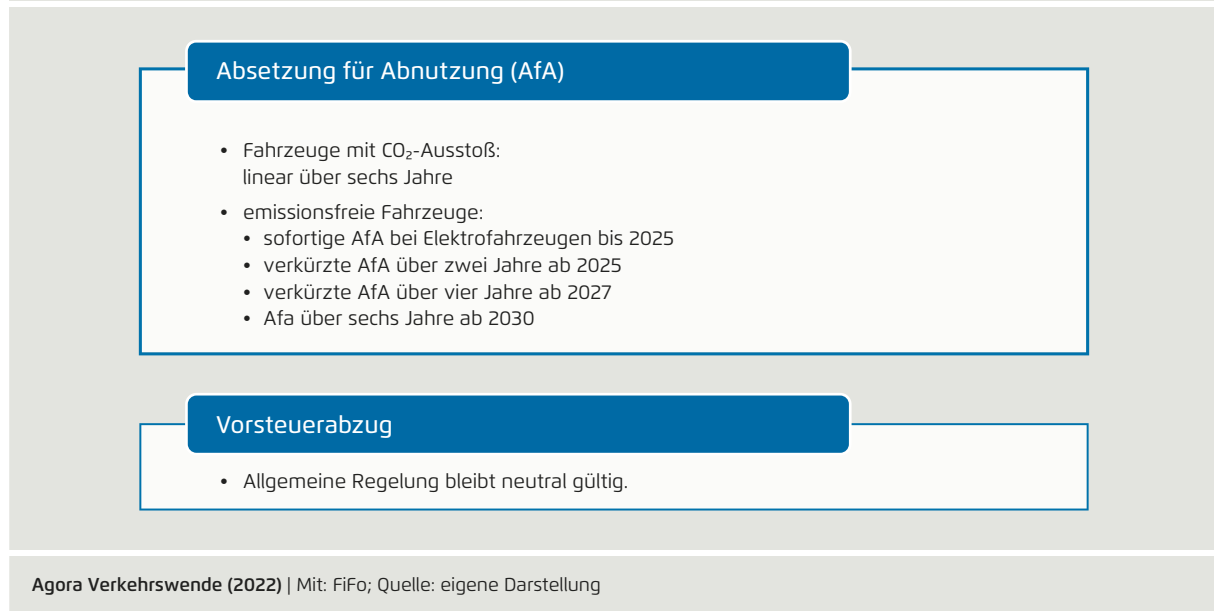 Absetzung für Abnutzung (AfA)
• Fahrzeuge mit CO₂-Ausstoß:
linear über sechs Jahre
• emissionsfreie Fahrzeuge:
• sofortige AfA bei Elektrofahrzeugen bis 2025
• verkürzte AfA über zwei Jahre ab 2025
• verkürzte AfA über vier Jahre ab 2027
• Afa über sechs Jahre ab 2030
Vorsteuerabzug
• Allgemeine Regelung bleibt neutral gültig.
Agora Verkehrswende (2022) | Mit: FiFo; Quelle: eigene Darstellung